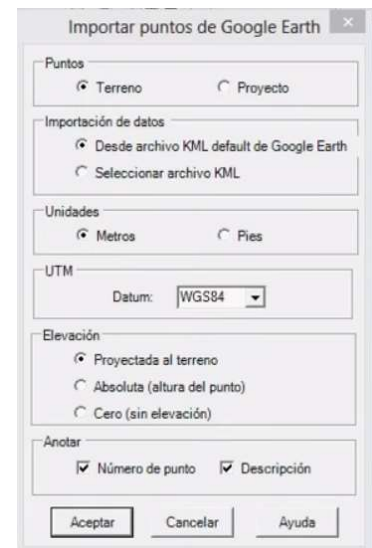 Importar puntos de Google Earth
Puntos
Terreno Proyecto
Importación de datos
Desde archivo KML default de Google Earth
Seleccionar archivo KML
Unidades
Metros Pies
UTM
Datum: WGS84
Elevación
Proyectada al terreno
Absoluta (altura del punto)
Cero (sin elevación)
Anotar
Número de punto Descripción
Aceptar Cancelar Ayuda